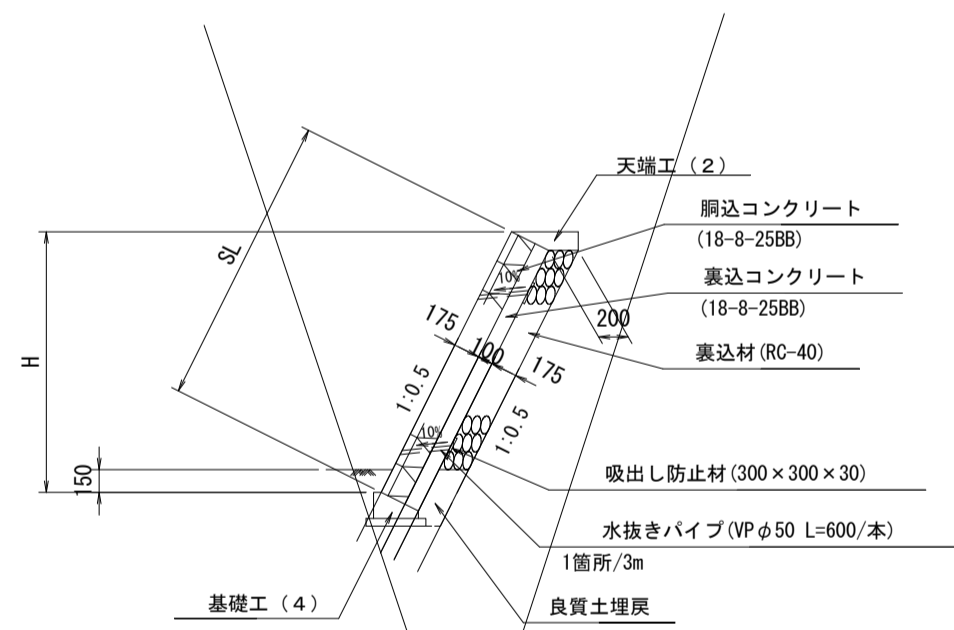 天端工（２）
胴込コンクリート
(18-8-25BB)
裏込コンクリート
(18-8-25BB)
裏込材(RC-40)
SL
H
10%
175
100
175
200
1:0.5
1:0.5
10%
150
吸出し防止材(300×300×30)
水抜きパイプ(VPφ50 L=600/本)
1箇所/3m
基礎工（４）
良質土埋戻